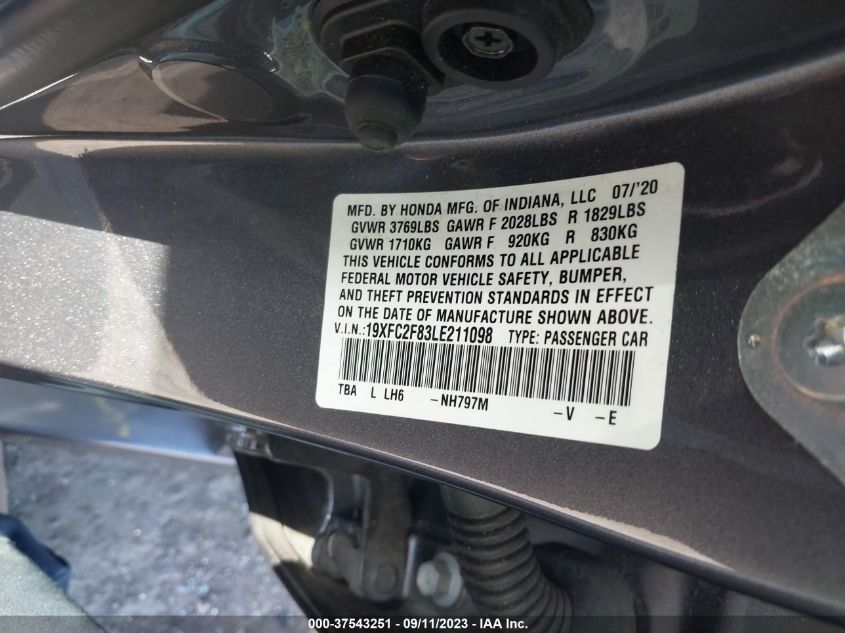 MFD. BY HONDA MFG. OF INDIANA, LLC 07/'20
GVWR 3769LBS GAWR F 2028LBS R 1829LBS
GVWR 1710KG GAWR F 920KG R 830KG
THIS VEHICLE CONFORMS TO ALL APPLICABLE
FEDERAL MOTOR VEHICLE SAFETY, BUMPER,
AND THEFT PREVENTION STANDARDS IN EFFECT
ON THE DATE OF MANUFACTURE SHOWN ABOVE.
V.I.N.:19XFC2F83LE211098 TYPE: PASSENGER CAR
TBA L LH6 -NH797M -V -E
000-37543251 - 09/11/2023 - IAA Inc.